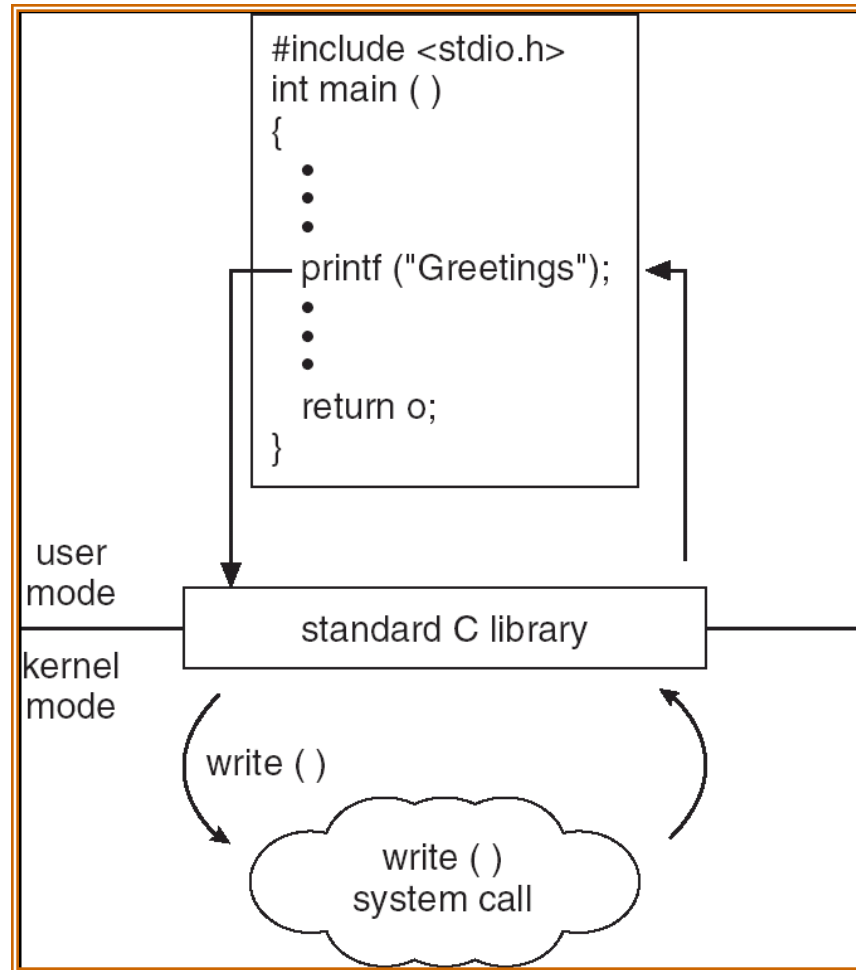 #include <stdio.h>
int main ( )
{
•
•
•
printf ("Greetings");
•
•
•
return o;
}
user
mode
standard C library
kernel
mode
write ( )
write ( )
system call